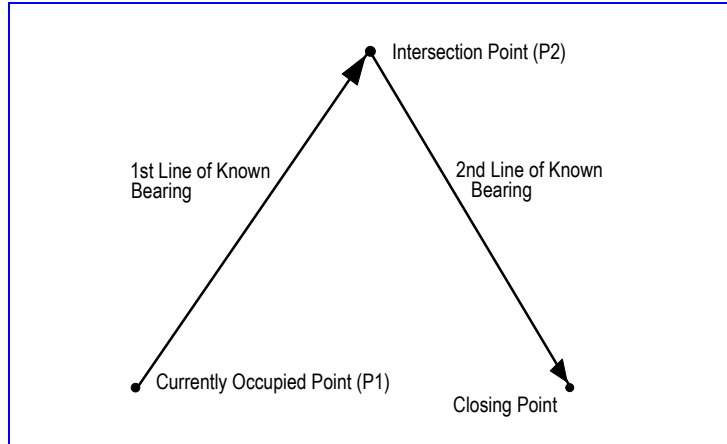 Intersection Point (P2)
1st Line of Known
Bearing
2nd Line of Known
Bearing
Currently Occupied Point (P1)
Closing Point